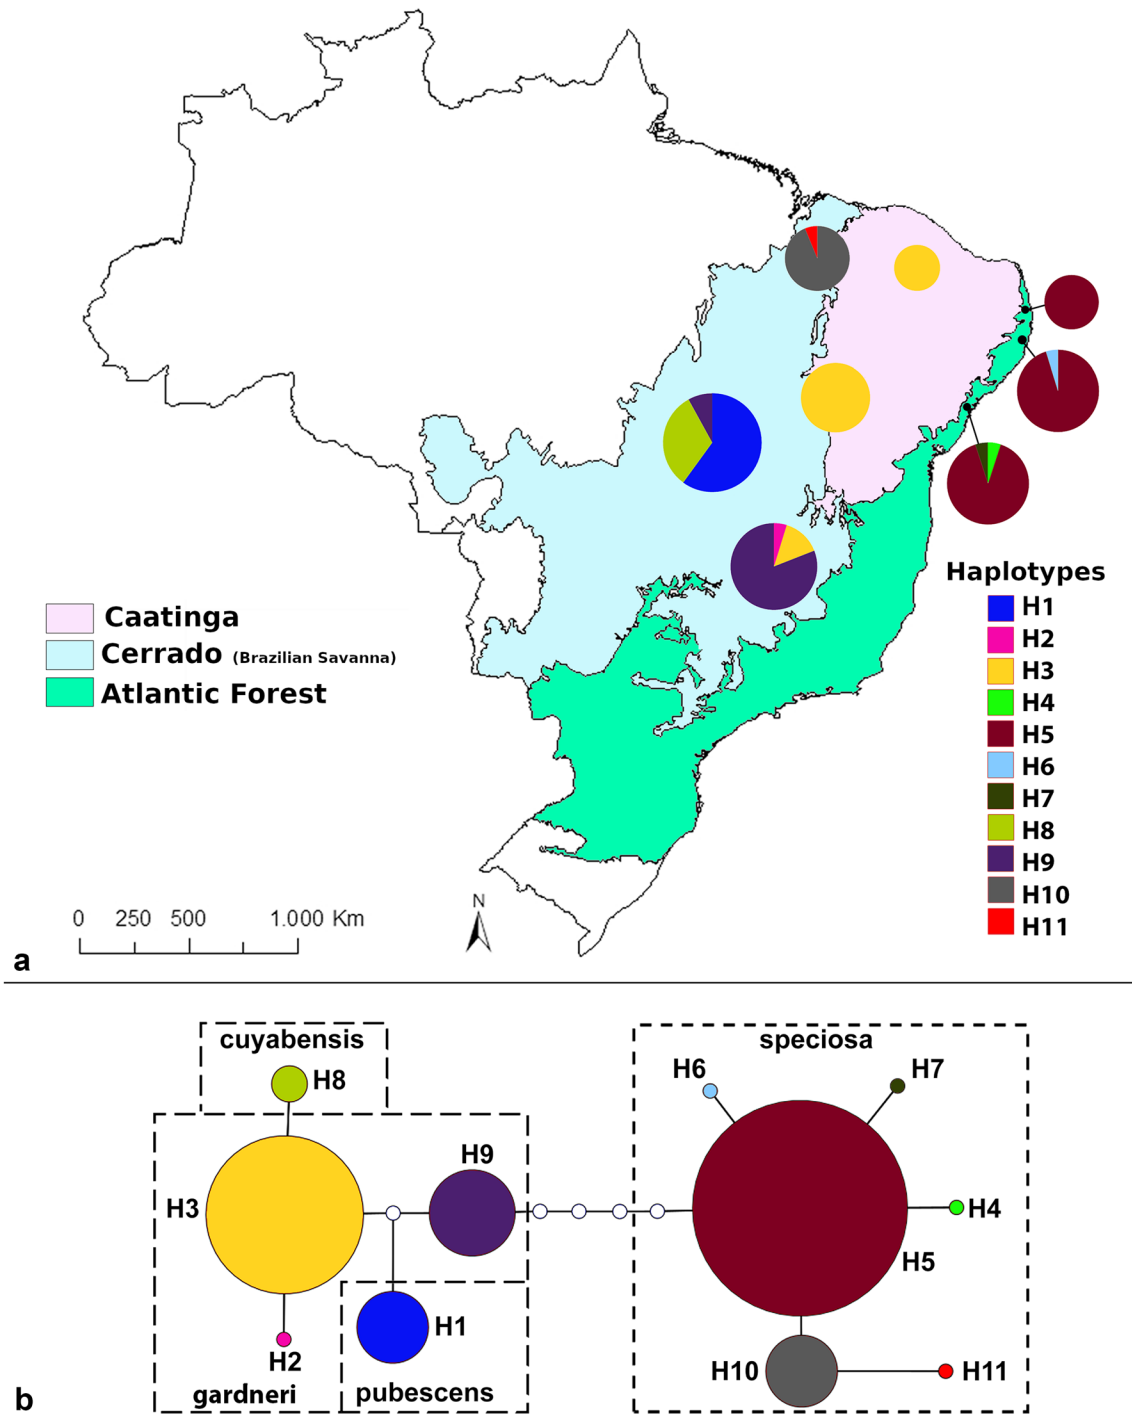 Haplotypes
H1
H2
H3
H4
H5
H6
H7
H8
H9
H10
H11
Caatinga
Cerrado (Brazilian Savanna)
Atlantic Forest
N
0 250 500 1.000 Km
a
cuyabensis
H8
speciosa
H6
H7
H9
H3
H4
H5
H1
H2
H10
H11
gardneri
pubescens
b